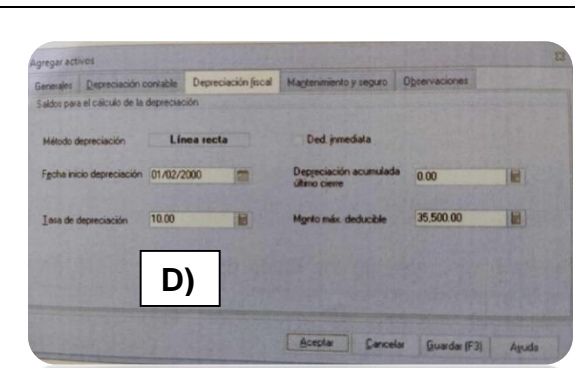 Agregar activos
Generales Depreciación contable Depreciación fiscal Mantenimiento y seguro Observaciones
Saldos para el cálculo de la depreciación
Método depreciación Línea recta Ded. inmediata
Fecha inicio depreciación 01/02/2000 Depreciación acumulada último cierre 0.00
Tasa de depreciación 10.00 Monto máx. deducible 35,500.00
D)
Aceptar Cancelar Guardar (F3) Ayuda